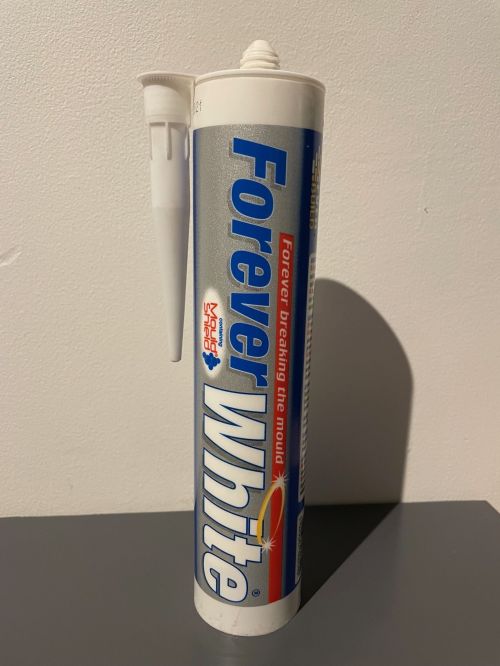 Forever White®
Forever breaking the mould
containing
Mould
Shield